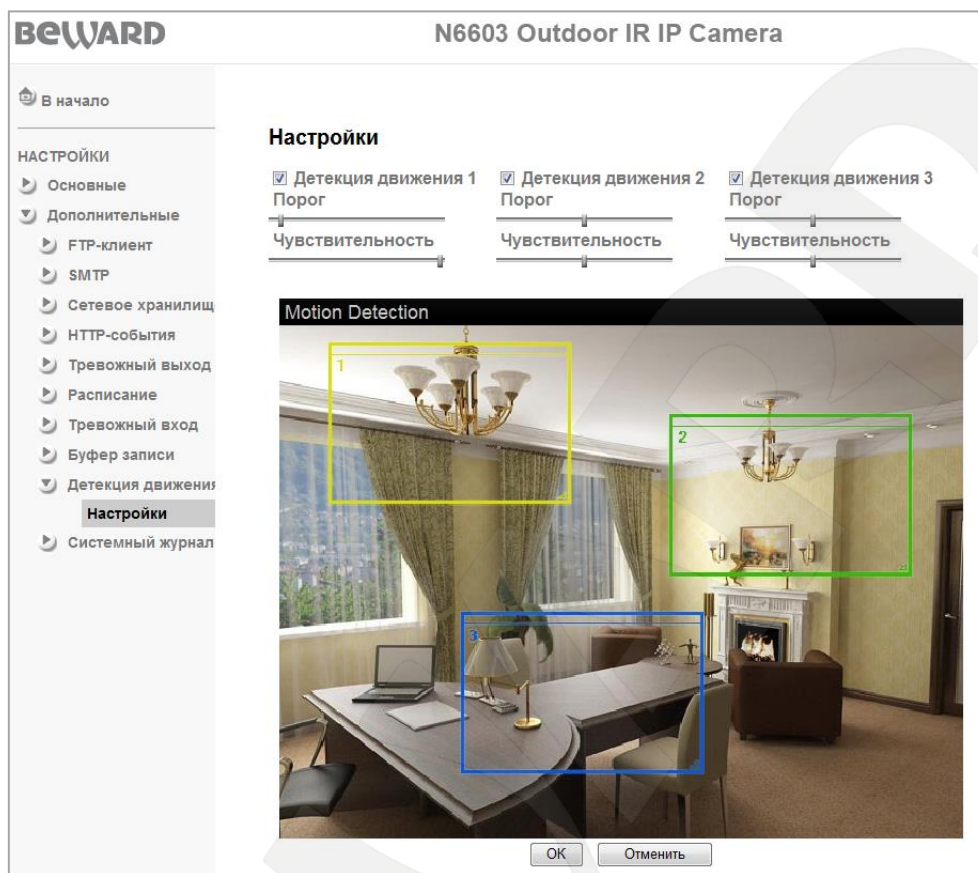 BEWARD
N6603 Outdoor IR IP Camera
В начало
НАСТРОЙКИ
Основные
Дополнительные
FTP-клиент
SMTP
Сетевое хранилищ
HTTP-события
Тревожный выход
Расписание
Тревожный вход
Буфер записи
Детекция движения
Настройки
Системный журнал
Настройки
Детекция движения 1
Порог
Чувствительность
Детекция движения 2
Порог
Чувствительность
Детекция движения 3
Порог
Чувствительность
Motion Detection
1
2
3
OK
Отменить